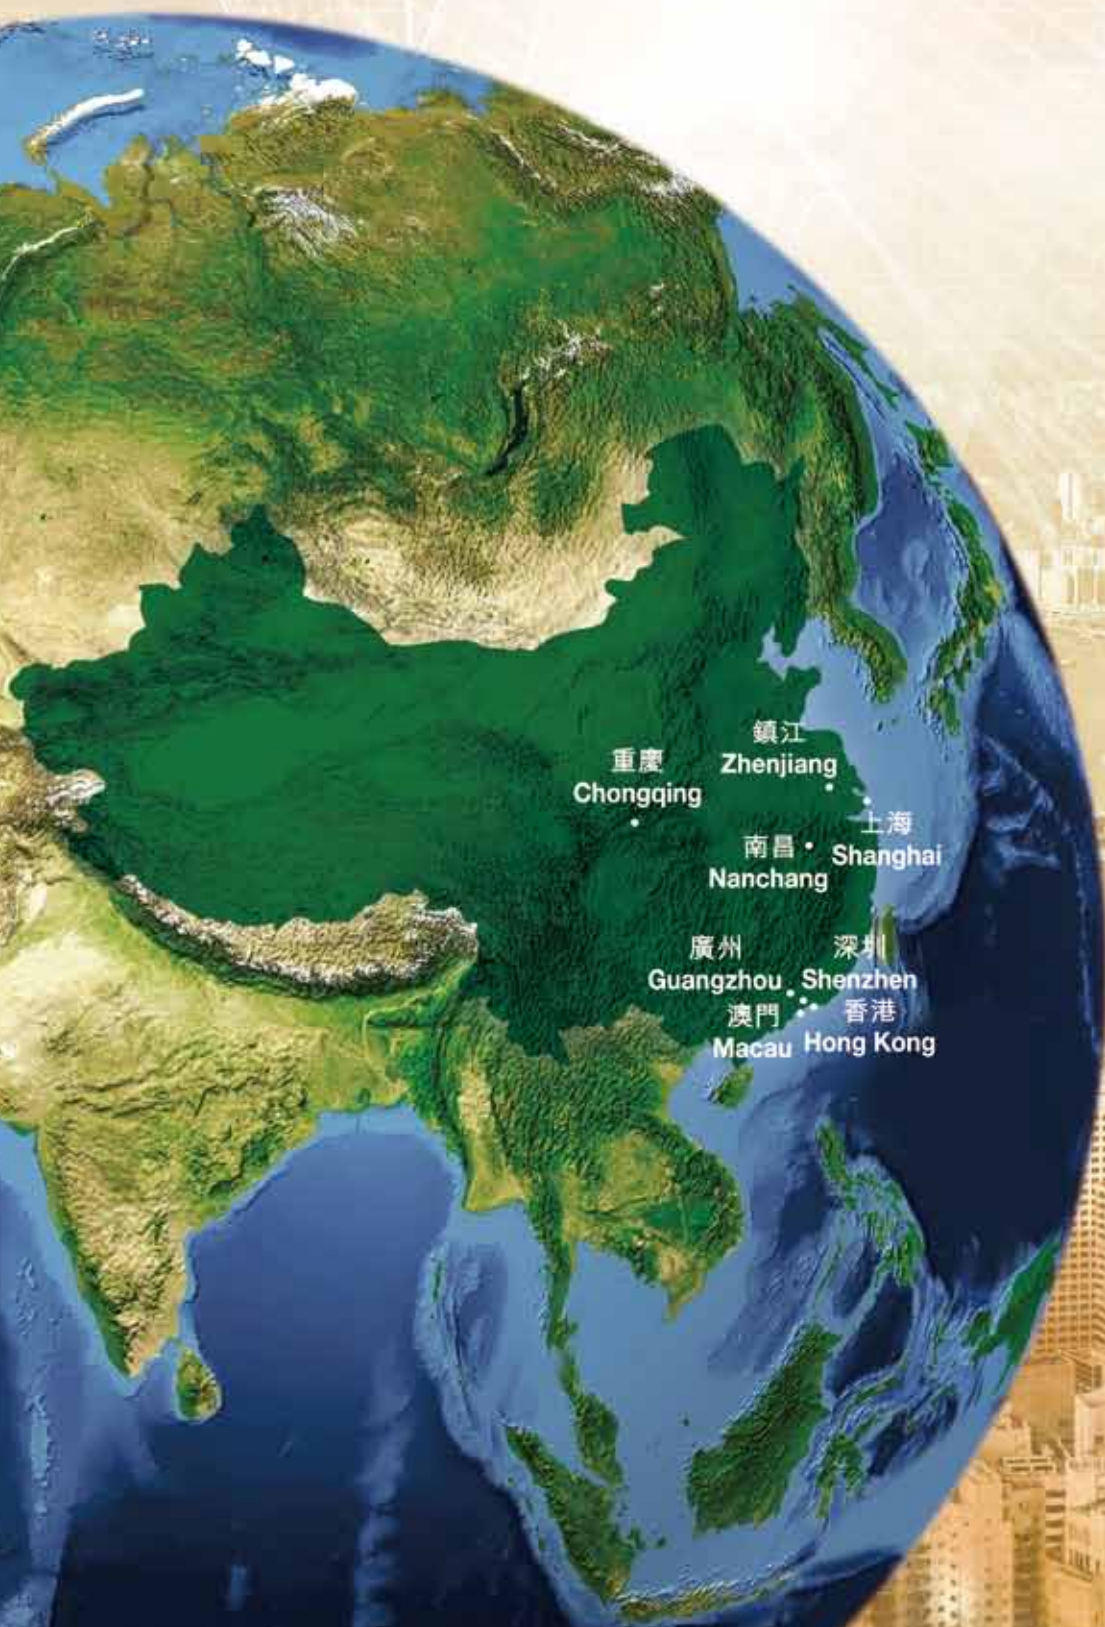 鎮江
Zhenjiang
重慶
Chongqing
上海
Shanghai
南昌
Nanchang
廣州
Guangzhou
深圳
Shenzhen
澳門
Macau
香港
Hong Kong